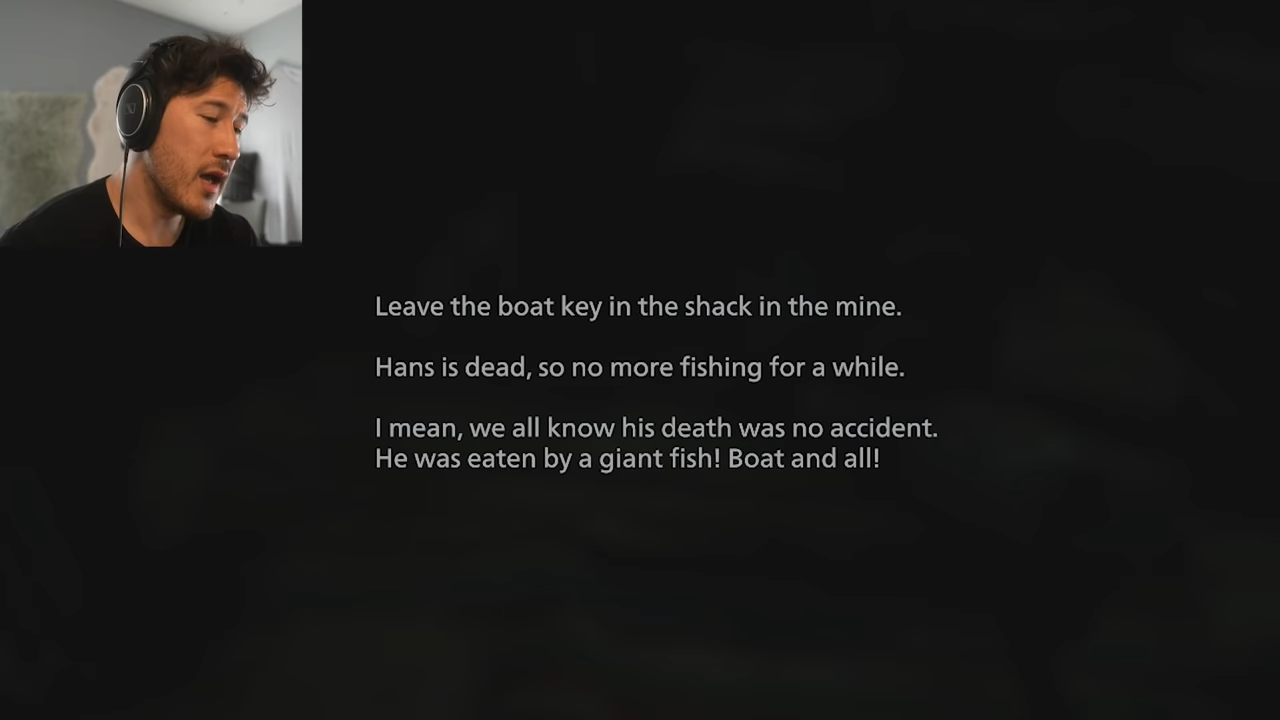 Leave the boat key in the shack in the mine.
Hans is dead, so no more fishing for a while.
I mean, we all know his death was no accident.
He was eaten by a giant fish! Boat and all!